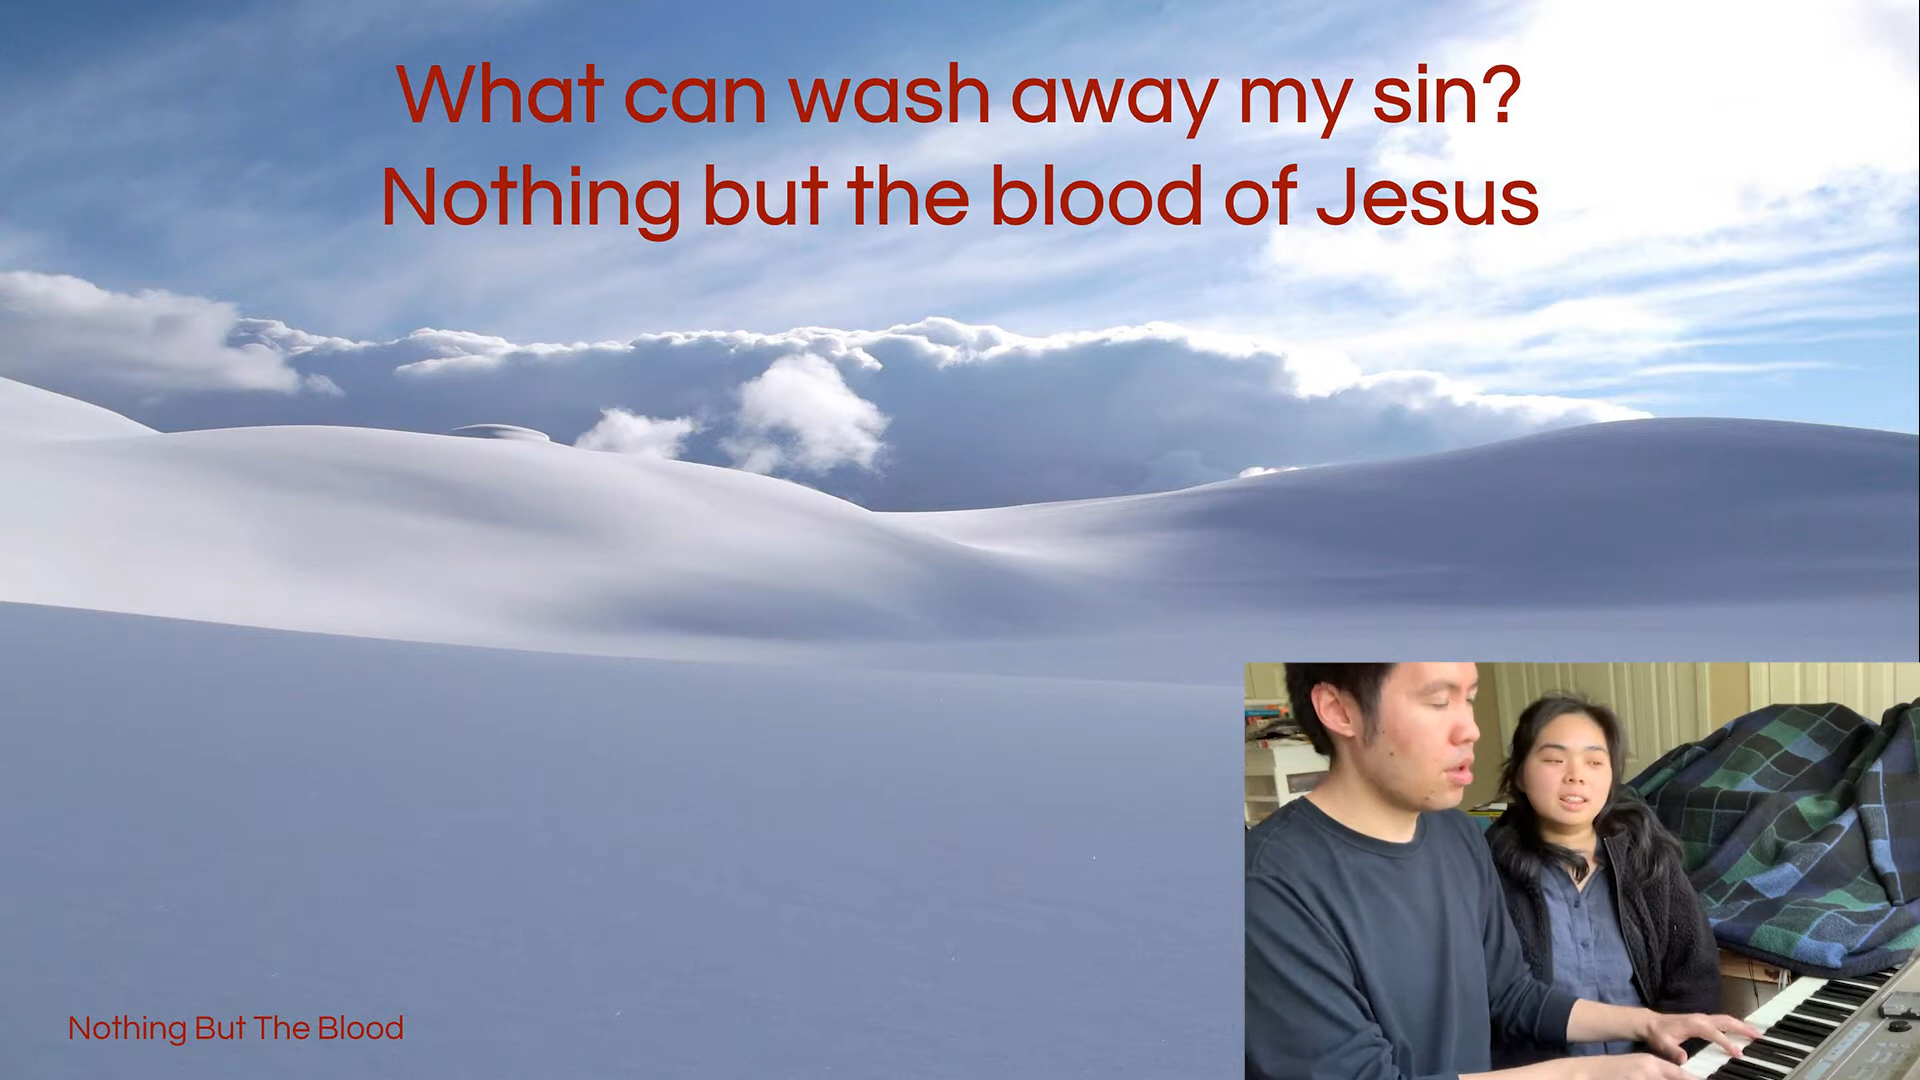 What can wash away my sin?
Nothing but the blood of Jesus
Nothing But The Blood